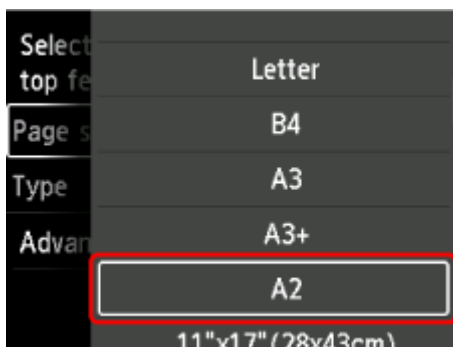 Select
top fe
Page s
Type
Advan
Letter
B4
A3
A3+
A2
11"x17"(28x43cm)